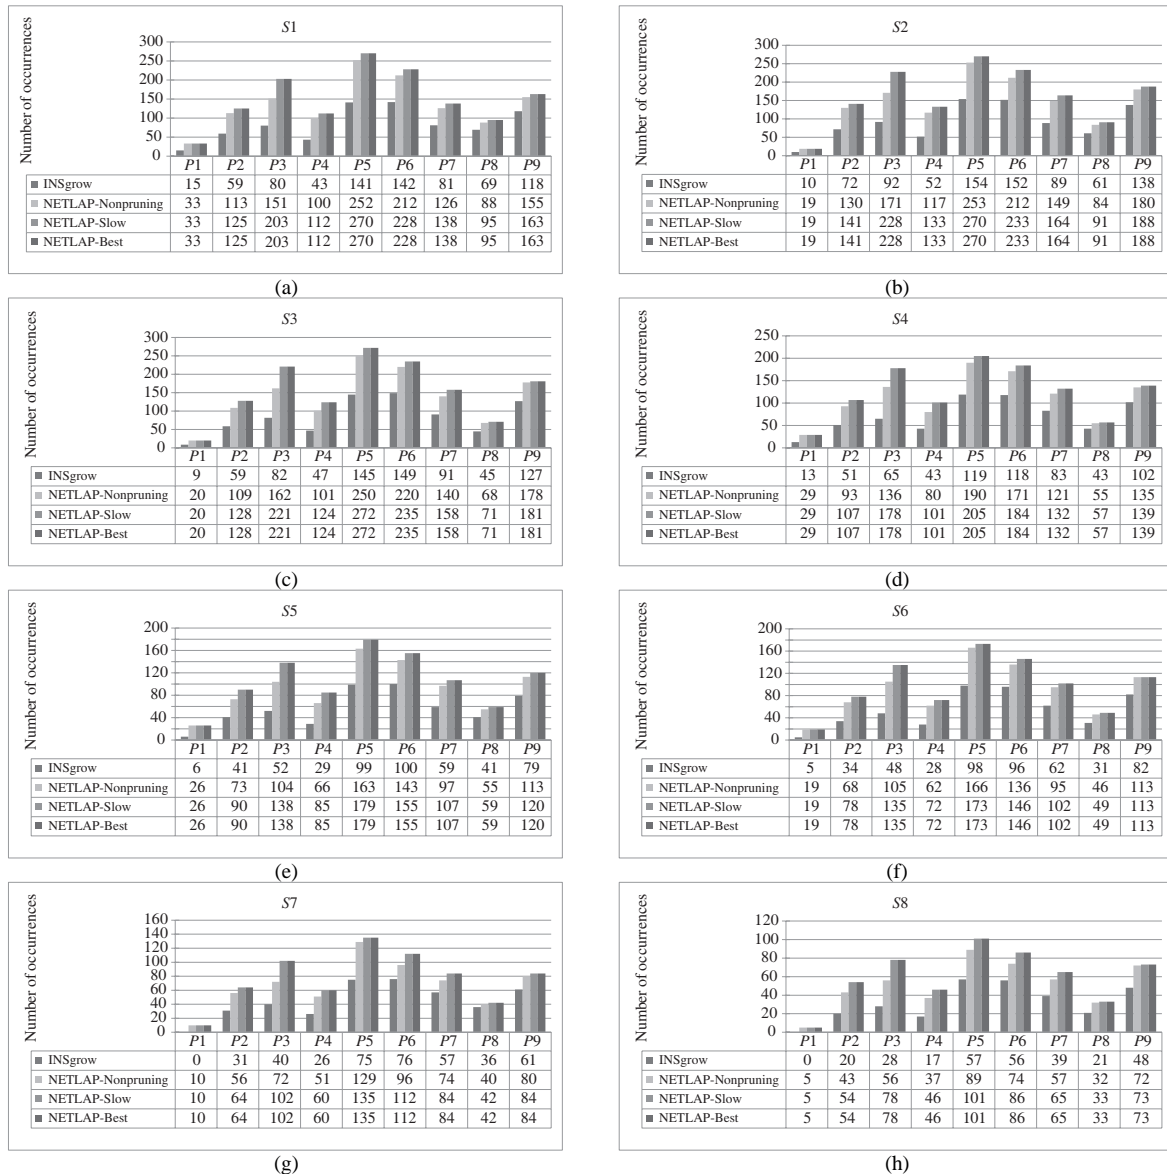 S1
Number of occurrences
300
250
200
150
100
50
0
P1 P2 P3 P4 P5 P6 P7 P8 P9
INSgrow 15 59 80 43 141 142 81 69 118
NETLAP-Nonpruning 33 113 151 100 252 212 126 88 155
NETLAP-Slow 33 125 203 112 270 228 138 95 163
NETLAP-Best 33 125 203 112 270 228 138 95 163
(a)
S2
Number of occurrences
300
250
200
150
100
50
0
P1 P2 P3 P4 P5 P6 P7 P8 P9
INSgrow 10 72 92 52 154 152 89 61 138
NETLAP-Nonpruning 19 130 171 117 253 212 149 84 180
NETLAP-Slow 19 141 228 133 270 233 164 91 188
NETLAP-Best 19 141 228 133 270 233 164 91 188
(b)
S3
Number of occurrences
300
250
200
150
100
50
0
P1 P2 P3 P4 P5 P6 P7 P8 P9
INSgrow 9 59 82 47 145 149 91 45 127
NETLAP-Nonpruning 20 109 162 101 250 220 140 68 178
NETLAP-Slow 20 128 221 124 272 235 158 71 181
NETLAP-Best 20 128 221 124 272 235 158 71 181
(c)
S4
Number of occurrences
250
200
150
100
50
0
P1 P2 P3 P4 P5 P6 P7 P8 P9
INSgrow 13 51 65 43 119 118 83 43 102
NETLAP-Nonpruning 29 93 136 80 190 171 121 55 135
NETLAP-Slow 29 107 178 101 205 184 132 57 139
NETLAP-Best 29 107 178 101 205 184 132 57 139
(d)
S5
Number of occurrences
200
160
120
80
40
0
P1 P2 P3 P4 P5 P6 P7 P8 P9
INSgrow 6 41 52 29 99 100 59 41 79
NETLAP-Nonpruning 26 73 104 66 163 143 97 55 113
NETLAP-Slow 26 90 138 85 179 155 107 59 120
NETLAP-Best 26 90 138 85 179 155 107 59 120
(e)
S6
Number of occurrences
200
160
120
80
40
0
P1 P2 P3 P4 P5 P6 P7 P8 P9
INSgrow 5 34 48 28 98 96 62 31 82
NETLAP-Nonpruning 19 68 105 62 166 136 95 46 113
NETLAP-Slow 19 78 135 72 173 146 102 49 113
NETLAP-Best 19 78 135 72 173 146 102 49 113
(f)
S7
Number of occurrences
160
140
120
100
80
60
40
20
0
P1 P2 P3 P4 P5 P6 P7 P8 P9
INSgrow 0 31 40 26 75 76 57 36 61
NETLAP-Nonpruning 10 56 72 51 129 96 74 40 80
NETLAP-Slow 10 64 102 60 135 112 84 42 84
NETLAP-Best 10 64 102 60 135 112 84 42 84
(g)
S8
Number of occurrences
120
100
80
60
40
20
0
P1 P2 P3 P4 P5 P6 P7 P8 P9
INSgrow 0 20 28 17 57 56 39 21 48
NETLAP-Nonpruning 5 43 56 37 89 74 57 32 72
NETLAP-Slow 5 54 78 46 101 86 65 33 73
NETLAP-Best 5 54 78 46 101 86 65 33 73
(h)